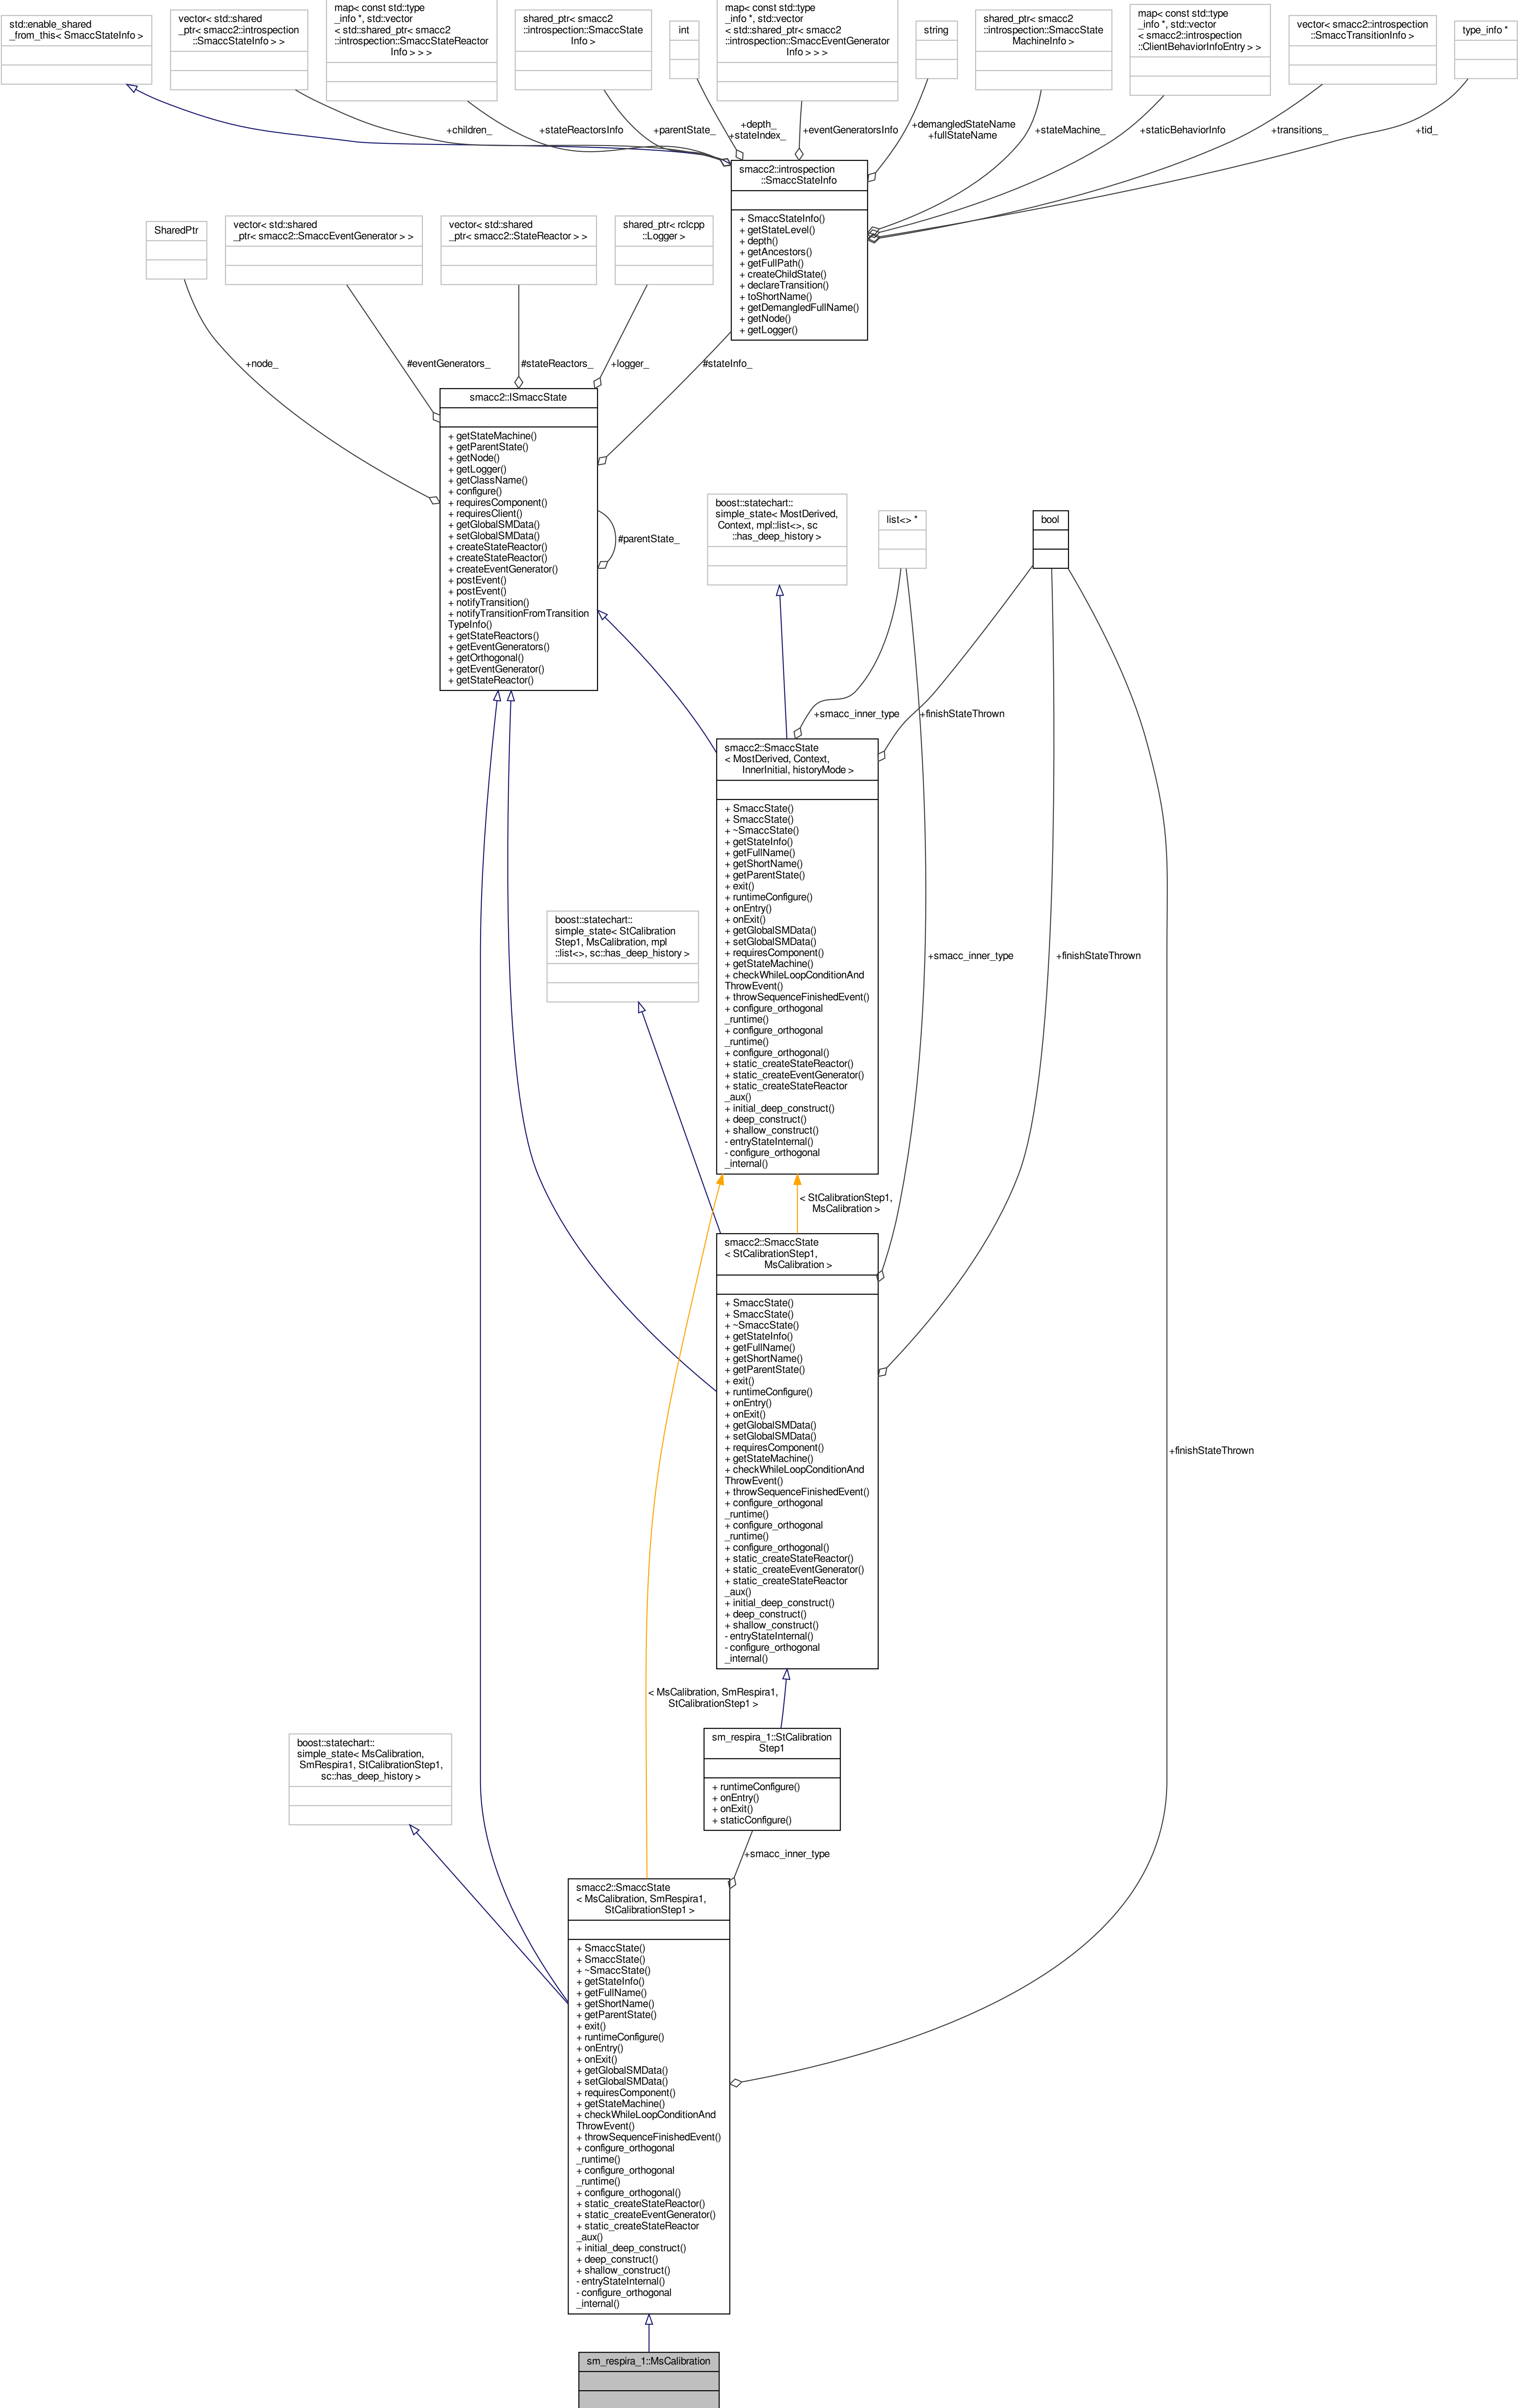 std::enable_shared
_from_this< SmaccStateInfo >
vector< std::shared
_ptr< smacc2::introspection
::SmaccStateInfo > >
map< const std::type
_info *, std::vector
< std::shared_ptr< smacc2
::introspection::SmaccStateReactor
Info > > >
shared_ptr< smacc2
::introspection::SmaccState
Info >
int
map< const std::type
_info *, std::vector
< std::shared_ptr< smacc2
::introspection::SmaccEventGenerator
Info > > >
string
shared_ptr< smacc2
::introspection::SmaccState
MachineInfo >
map< const std::type
_info *, std::vector
< smacc2::introspection
::ClientBehaviorInfoEntry > >
vector< smacc2::introspection
::SmaccTransitionInfo >
type_info *
+children_
+stateReactorsInfo
+parentState_
+depth_
+stateIndex_
+eventGeneratorsInfo
+demangledStateName
+fullStateName
+stateMachine_
+staticBehaviorInfo
+transitions_
+tid_
smacc2::introspection
::SmaccStateInfo
+ SmaccStateInfo()
+ getStateLevel()
+ depth()
+ getAncestors()
+ getFullPath()
+ createChildState()
+ declareTransition()
+ toShortName()
+ getDemangledFullName()
+ getNode()
+ getLogger()
SharedPtr
vector< std::shared
_ptr< smacc2::SmaccEventGenerator > >
vector< std::shared
_ptr< smacc2::StateReactor > >
shared_ptr< rclcpp
::Logger >
+node_
#eventGenerators_
#stateReactors_
+logger_
#stateInfo_
smacc2::ISmaccState
+ getStateMachine()
+ getParentState()
+ getNode()
+ getLogger()
+ getClassName()
+ configure()
+ requiresComponent()
+ requiresClient()
+ getGlobalSMData()
+ setGlobalSMData()
+ createStateReactor()
+ createStateReactor()
+ createEventGenerator()
+ postEvent()
+ postEvent()
+ notifyTransition()
+ notifyTransitionFromTransition
TypeInfo()
+ getStateReactors()
+ getEventGenerators()
+ getOrthogonal()
+ getEventGenerator()
+ getStateReactor()
#parentState_
boost::statechart::
simple_state< MostDerived,
Context, mpl::list<>, sc
::has_deep_history >
list<> *
bool
+smacc_inner_type
+finishStateThrown
smacc2::SmaccState
< MostDerived, Context,
InnerInitial, historyMode >
+ SmaccState()
+ SmaccState()
+ ~SmaccState()
+ getStateInfo()
+ getFullName()
+ getShortName()
+ getParentState()
+ exit()
+ runtimeConfigure()
+ onEntry()
+ onExit()
+ getGlobalSMData()
+ setGlobalSMData()
+ requiresComponent()
+ getStateMachine()
+ checkWhileLoopConditionAnd
ThrowEvent()
+ throwSequenceFinishedEvent()
+ configure_orthogonal
_runtime()
+ configure_orthogonal
_runtime()
+ configure_orthogonal()
+ static_createStateReactor()
+ static_createEventGenerator()
+ static_createStateReactor
_aux()
+ initial_deep_construct()
+ deep_construct()
+ shallow_construct()
- entryStateInternal()
- configure_orthogonal
_internal()
boost::statechart::
simple_state< StCalibration
Step1, MsCalibration, mpl
::list<>, sc::has_deep_history >
+smacc_inner_type
+finishStateThrown
< StCalibrationStep1,
MsCalibration >
smacc2::SmaccState
< StCalibrationStep1,
MsCalibration >
+ SmaccState()
+ SmaccState()
+ ~SmaccState()
+ getStateInfo()
+ getFullName()
+ getShortName()
+ getParentState()
+ exit()
+ runtimeConfigure()
+ onEntry()
+ onExit()
+ getGlobalSMData()
+ setGlobalSMData()
+ requiresComponent()
+ getStateMachine()
+ checkWhileLoopConditionAnd
ThrowEvent()
+ throwSequenceFinishedEvent()
+ configure_orthogonal
_runtime()
+ configure_orthogonal
_runtime()
+ configure_orthogonal()
+ static_createStateReactor()
+ static_createEventGenerator()
+ static_createStateReactor
_aux()
+ initial_deep_construct()
+ deep_construct()
+ shallow_construct()
- entryStateInternal()
- configure_orthogonal
_internal()
+finishStateThrown
< MsCalibration, SmRespira1,
StCalibrationStep1 >
boost::statechart::
simple_state< MsCalibration,
SmRespira1, StCalibrationStep1,
sc::has_deep_history >
sm_respira_1::StCalibration
Step1
+ runtimeConfigure()
+ onEntry()
+ onExit()
+ staticConfigure()
+smacc_inner_type
smacc2::SmaccState
< MsCalibration, SmRespira1,
StCalibrationStep1 >
+ SmaccState()
+ SmaccState()
+ ~SmaccState()
+ getStateInfo()
+ getFullName()
+ getShortName()
+ getParentState()
+ exit()
+ runtimeConfigure()
+ onEntry()
+ onExit()
+ getGlobalSMData()
+ setGlobalSMData()
+ requiresComponent()
+ getStateMachine()
+ checkWhileLoopConditionAnd
ThrowEvent()
+ throwSequenceFinishedEvent()
+ configure_orthogonal
_runtime()
+ configure_orthogonal
_runtime()
+ configure_orthogonal()
+ static_createStateReactor()
+ static_createEventGenerator()
+ static_createStateReactor
_aux()
+ initial_deep_construct()
+ deep_construct()
+ shallow_construct()
- entryStateInternal()
- configure_orthogonal
_internal()
sm_respira_1::MsCalibration